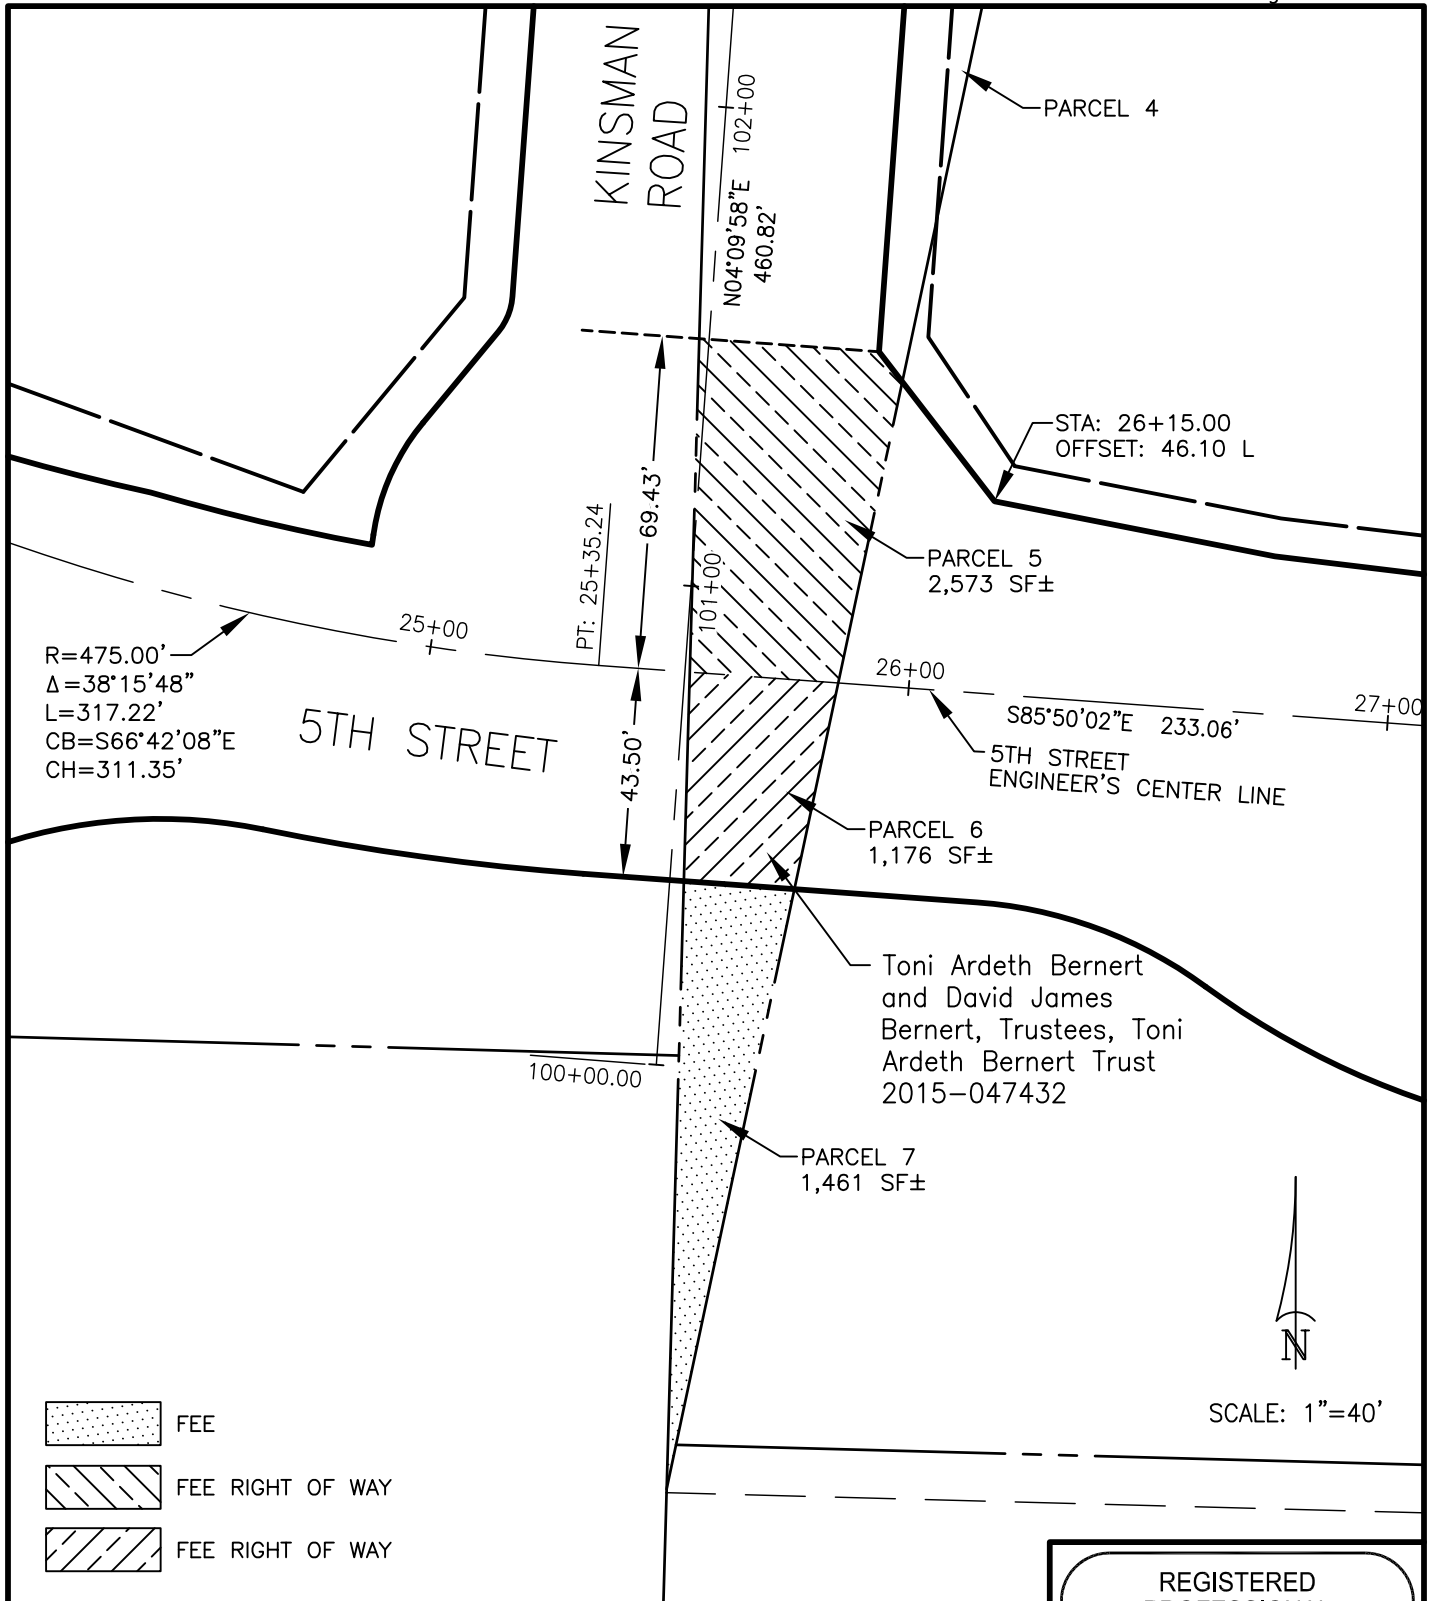 KINSMAN
ROAD
102+00
N04°09'58"E
460.82'
PARCEL 4
STA: 26+15.00
OFFSET: 46.10 L
69.43'
PT: 25+35.24
101+00
PARCEL 5
2,573 SF±
25+00
26+00
27+00
R=475.00'
Δ=38°15'48"
L=317.22'
CB=S66°42'08"E
CH=311.35'
5TH STREET
43.50'
S85°50'02"E 233.06'
5TH STREET
ENGINEER'S CENTER LINE
PARCEL 6
1,176 SF±
Toni Ardeth Bernert
and David James
Bernert, Trustees, Toni
Ardeth Bernert Trust
2015-047432
100+00.00
PARCEL 7
1,461 SF±
N
SCALE: 1"=40'
FEE
FEE RIGHT OF WAY
FEE RIGHT OF WAY
REGISTERED